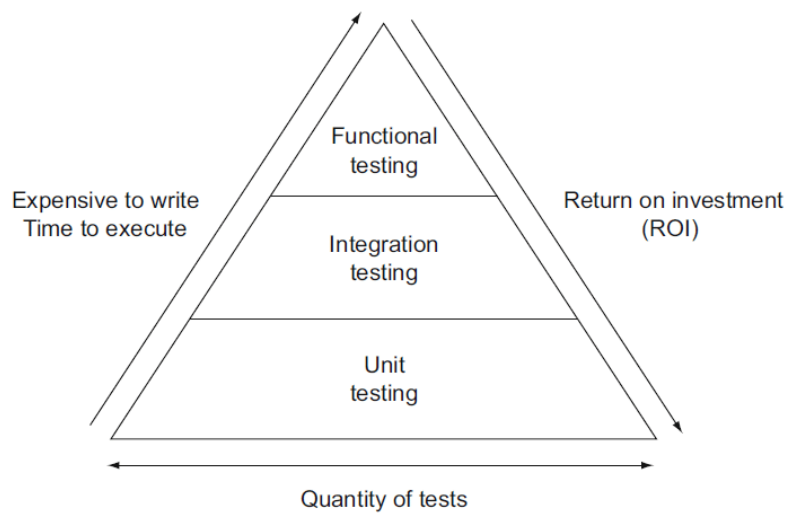 Functional
testing
Expensive to write
Time to execute
Return on investment
(ROI)
Integration
testing
Unit
testing
Quantity of tests